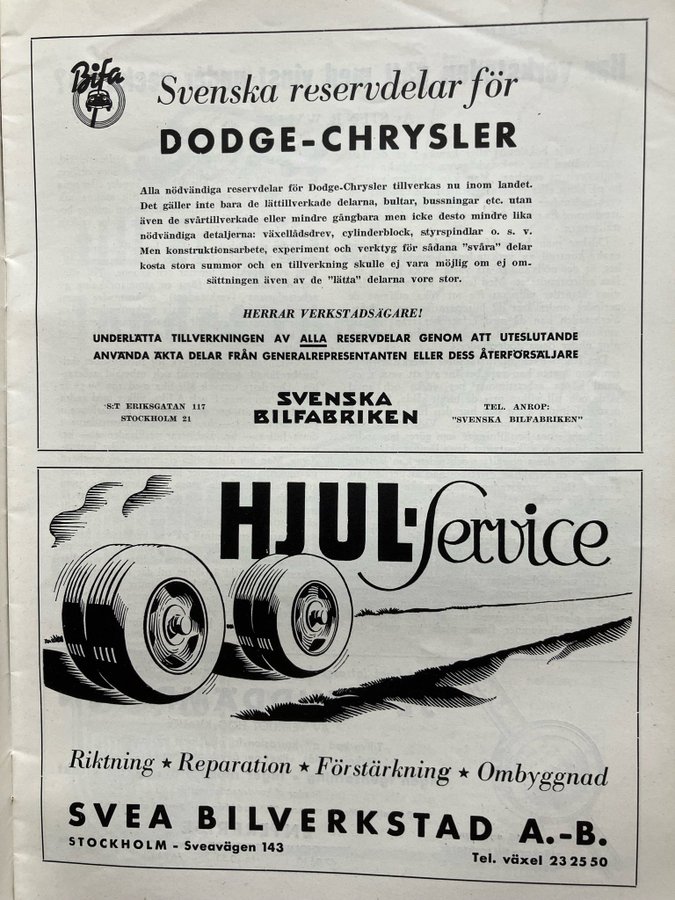 Bifa
Svenska reservdelar för
DODGE-CHRYSLER
Alla nödvändiga reservdelar för Dodge-Chrysler tillverkas nu inom landet.
Det gäller inte bara de lättillverkade delarna, bultar, bussningar etc. utan
även de svårtillverkade eller mindre gångbara men icke desto mindre lika
nödvändiga detaljerna: växellådsdrev, cylinderblock, styrspindlar o. s. v.
Men konstruktionsarbete, experiment och verktyg för sådana "svåra" delar
kosta stora summor och en tillverkning skulle ej vara möjlig om ej om-
sättningen även av de "lätta" delarna vore stor.
HERRAR VERKSTADSÄGARE!
UNDERLÄTTA TILLVERKNINGEN AV ALLA RESERVDELAR GENOM ATT UTESLUTANDE
ANVÄNDA ÄKTA DELAR FRÅN GENERALREPRESENTANTEN ELLER DESS ÅTERFÖRSÄLJARE
S:T ERIKSGATAN 117
STOCKHOLM 21
SVENSKA
BILFABRIKEN
TEL. ANROP:
"SVENSKA BILFABRIKEN"
HJUL-Service
Riktning ★ Reparation ★ Förstärkning ★ Ombyggnad
SVEA BILVERKSTAD A.-B.
STOCKHOLM - Sveavägen 143
Tel. växel 23 25 50